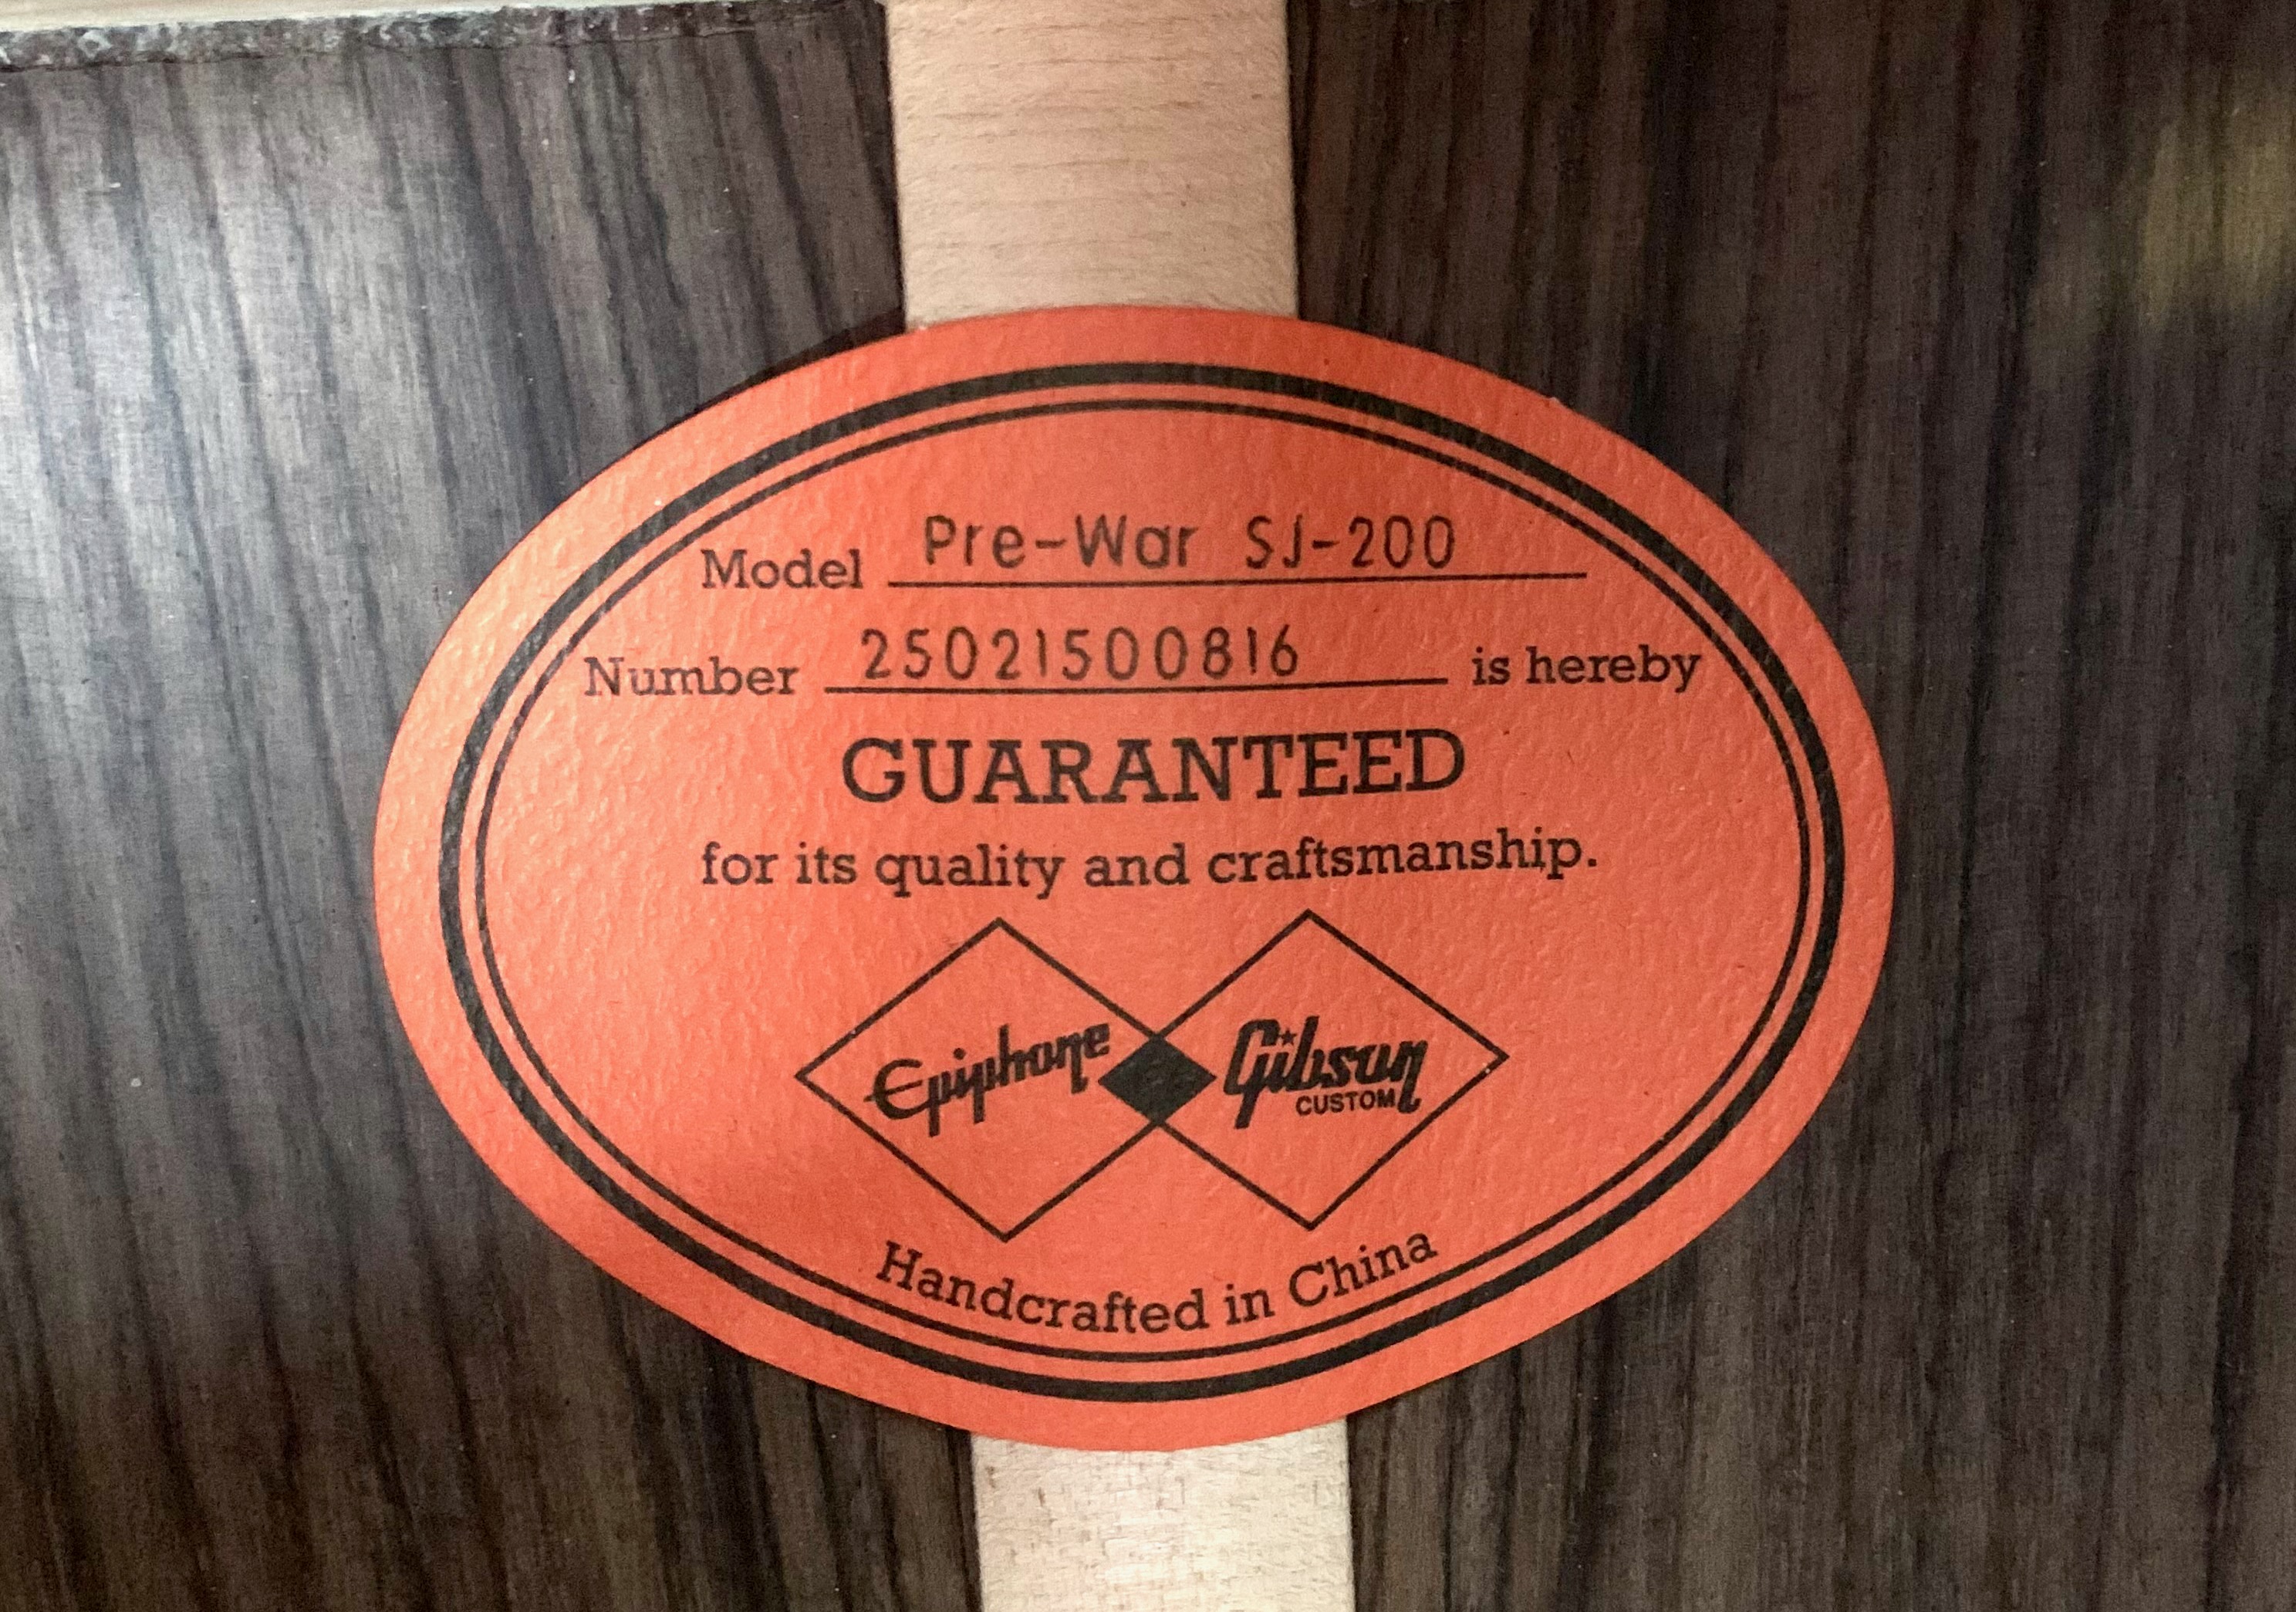 Model Pre-War SJ-200
Number 25021500816 is hereby
GUARANTEED
for its quality and craftsmanship.
Epiphone Gibson
CUSTOM
Handcrafted in China